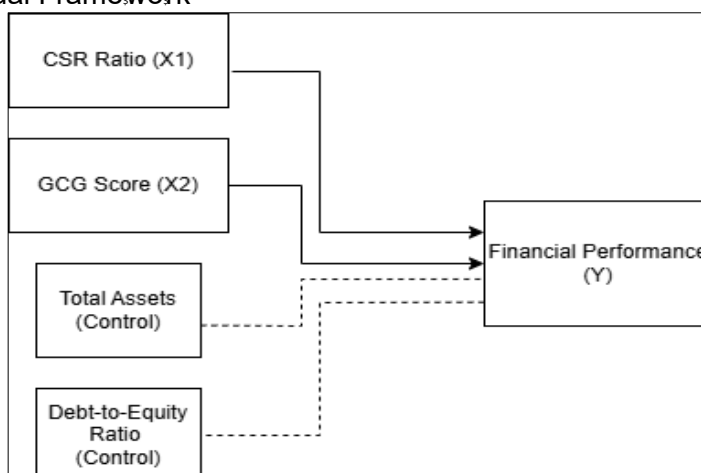 CSR Ratio (X1)
GCG Score (X2)
Total Assets
(Control)
Debt-to-Equity
Ratio
(Control)
Financial Performance
(Y)